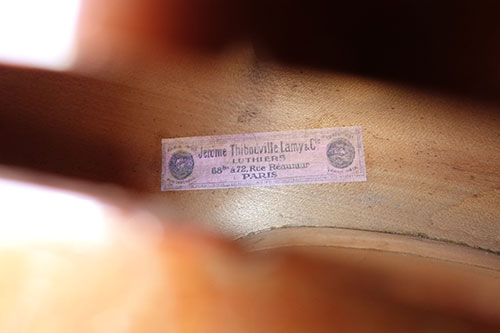 Jerome Thibouville Lamy & Cie
LUTHIERS
68bis à 72, Rue Réaumur
PARIS